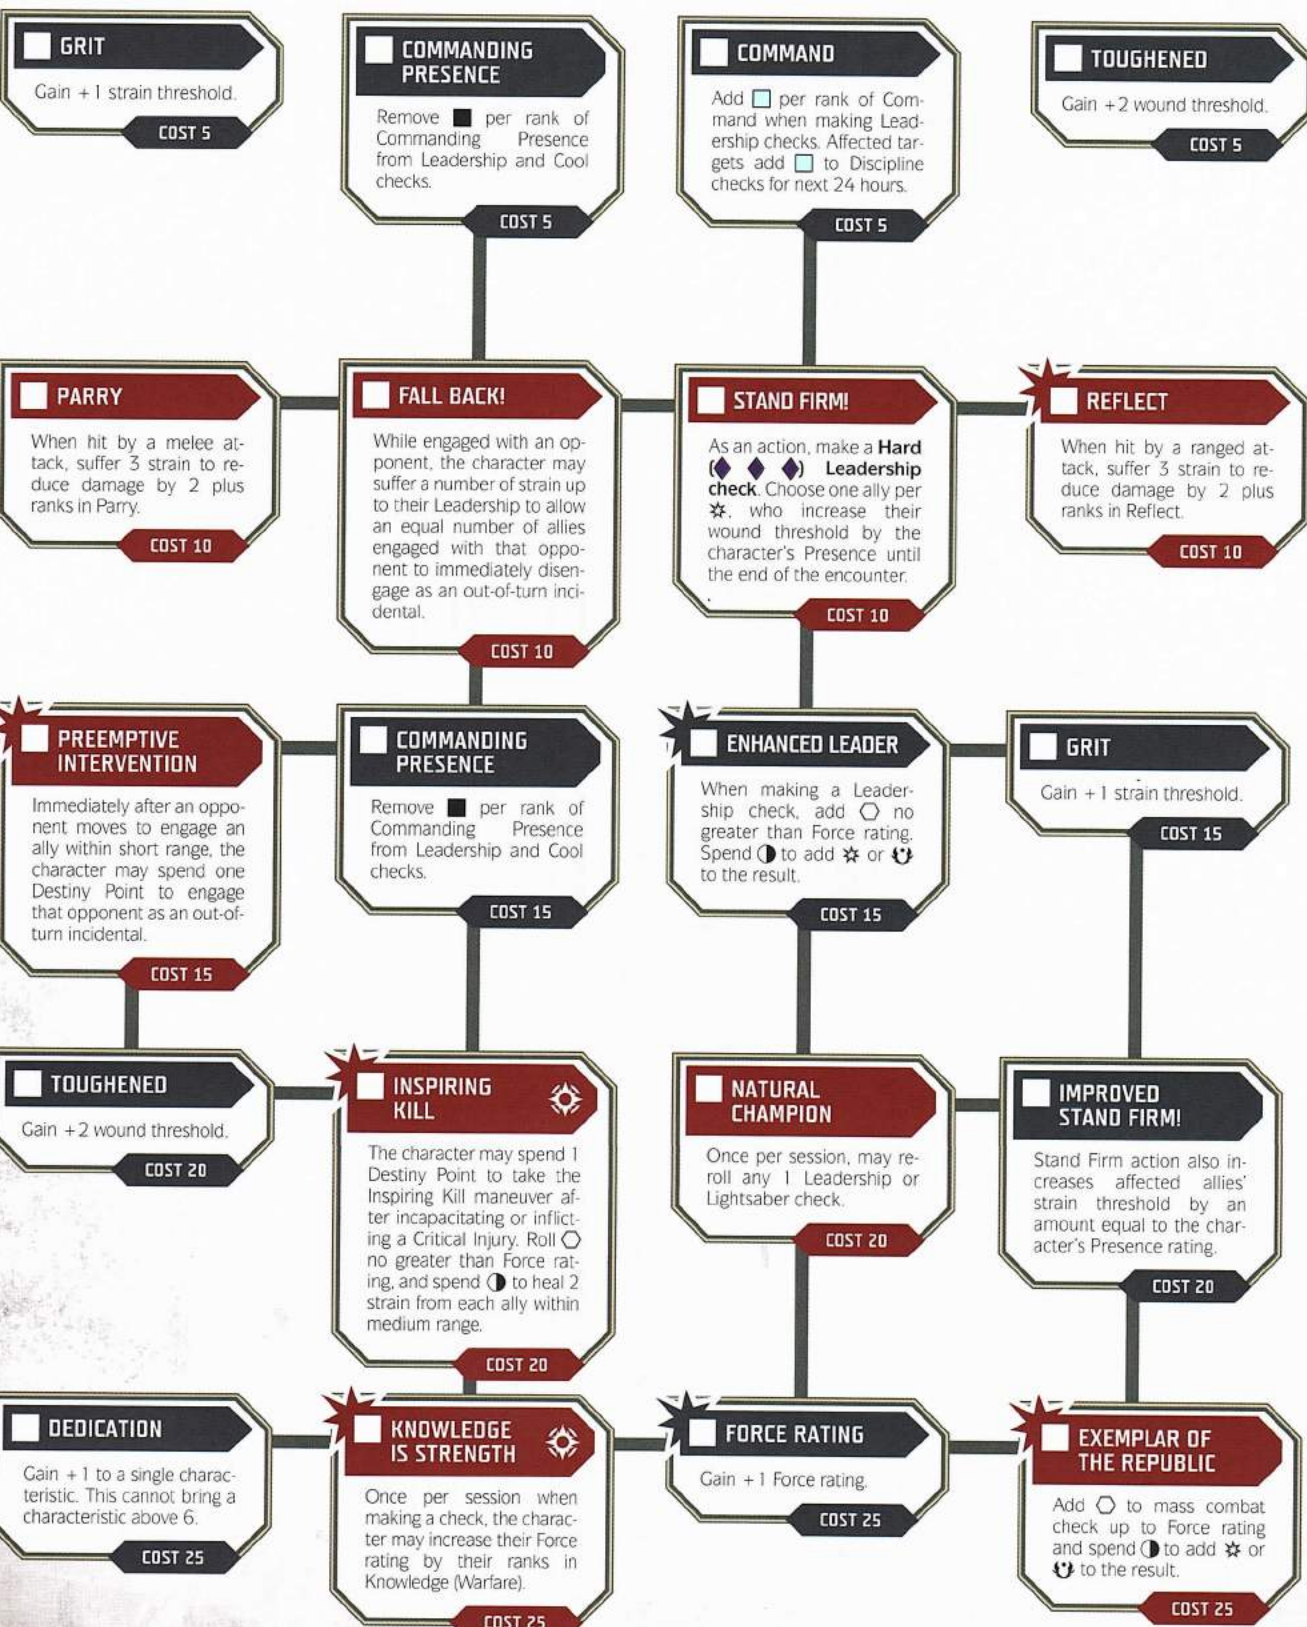 GRIT
Gain +1 strain threshold.
COST 5
COMMANDING
PRESENCE
Remove per rank of
Commanding Presence
from Leadership and Cool
checks.
COST 5
COMMAND
Add per rank of Com-
mand when making Lead-
ership checks. Affected tar-
gets add to Discipline
checks for next 24 hours.
COST 5
TOUGHENED
Gain +2 wound threshold.
COST 5
PARRY
When hit by a melee at-
tack, suffer 3 strain to re-
duce damage by 2 plus
ranks in Parry.
COST 10
FALL BACK!
While engaged with an op-
ponent, the character may
suffer a number of strain up
to their Leadership to allow
an equal number of allies
engaged with that oppo-
nent to immediately disen-
gage as an out-of-turn inci-
dental.
COST 10
STAND FIRM!
As an action, make a Hard
(◆ ◆ ◆) Leadership
check. Choose one ally per
, who increase their
wound threshold by the
character's Presence until
the end of the encounter.
COST 10
REFLECT
When hit by a ranged at-
tack, suffer 3 strain to re-
duce damage by 2 plus
ranks in Reflect.
COST 10
PREEMPTIVE
INTERVENTION
Immediately after an oppo-
nent moves to engage an
ally within short range, the
character may spend one
Destiny Point to engage
that opponent as an out-of-
turn incidental.
COST 15
COMMANDING
PRESENCE
Remove per rank of
Commanding Presence
from Leadership and Cool
checks.
COST 15
ENHANCED LEADER
When making a Leader-
ship check, add no
greater than Force rating.
Spend to add or
to the result.
COST 15
GRIT
Gain +1 strain threshold.
COST 15
TOUGHENED
Gain +2 wound threshold.
COST 20
INSPIRING
KILL
The character may spend 1
Destiny Point to take the
Inspiring Kill maneuver af-
ter incapacitating or inflict-
ing a Critical Injury. Roll
no greater than Force rat-
ing, and spend to heal 2
strain from each ally within
medium range.
COST 20
NATURAL
CHAMPION
Once per session, may re-
roll any 1 Leadership or
Lightsaber check.
COST 20
IMPROVED
STAND FIRM!
Stand Firm action also in-
creases affected allies'
strain threshold by an
amount equal to the char-
acter's Presence rating.
COST 20
DEDICATION
Gain +1 to a single charac-
teristic. This cannot bring a
characteristic above 6.
COST 25
KNOWLEDGE
IS STRENGTH
Once per session when
making a check, the charac-
ter may increase their Force
rating by their ranks in
Knowledge (Warfare).
COST 25
FORCE RATING
Gain +1 Force rating.
COST 25
EXEMPLAR OF
THE REPUBLIC
Add to mass combat
check up to Force rating
and spend to add or
to the result.
COST 25